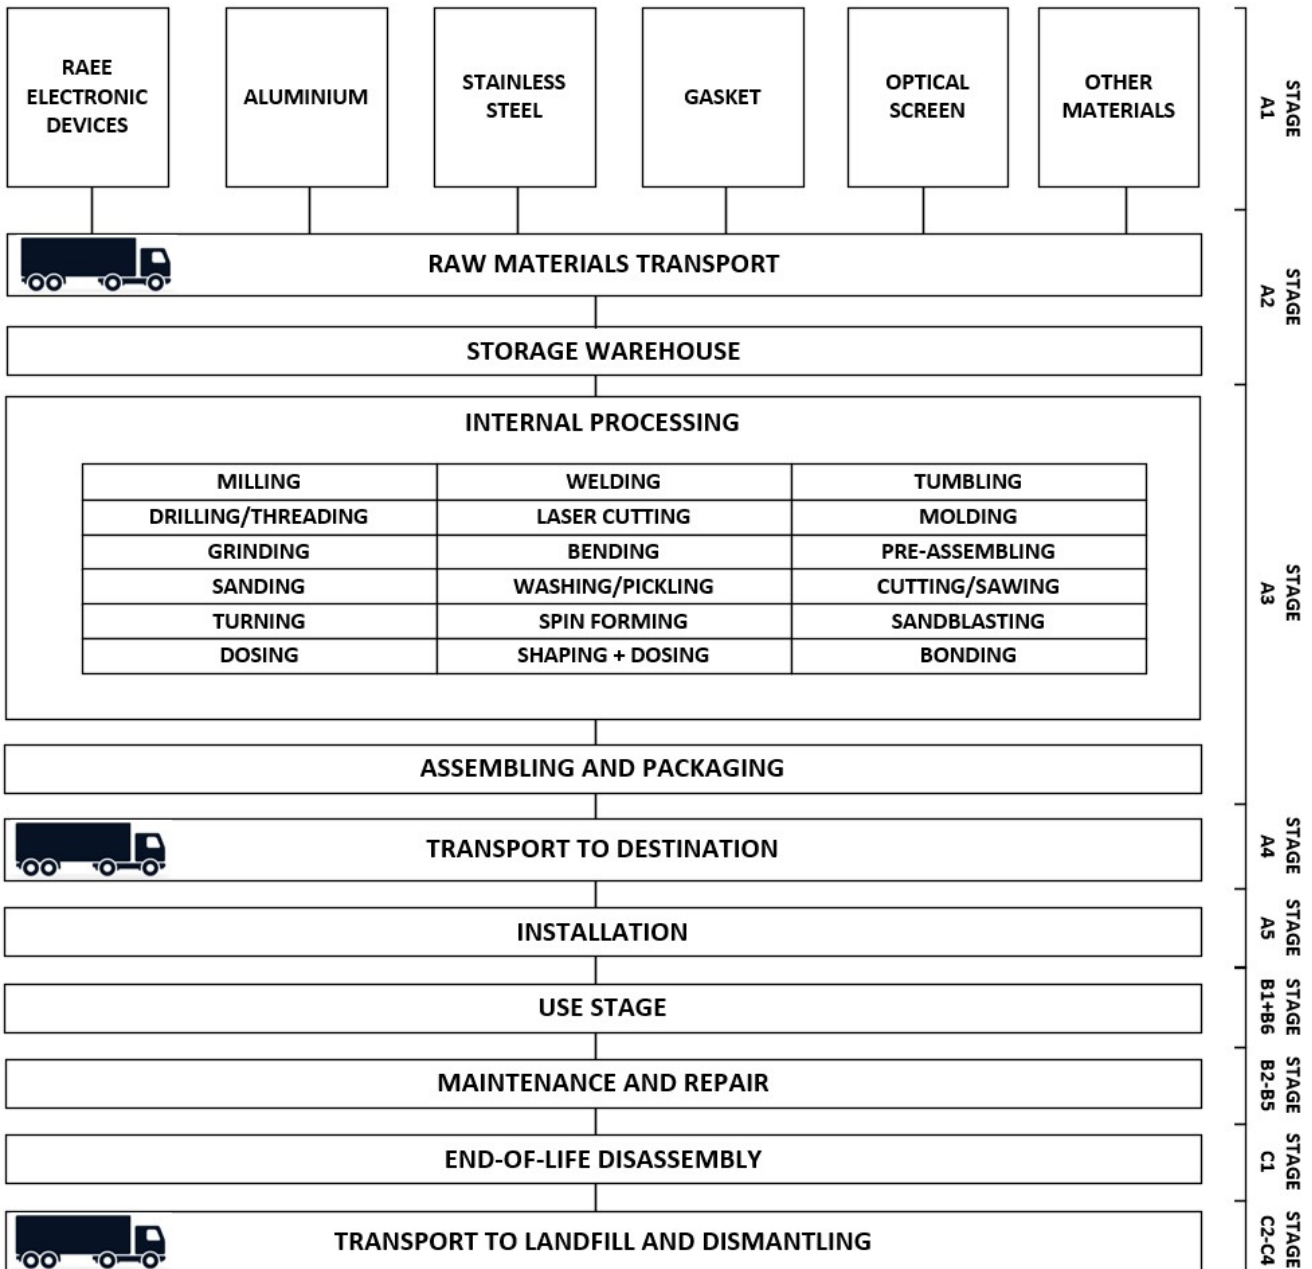 RAEE
ELECTRONIC
DEVICES
ALUMINIUM
STAINLESS
STEEL
GASKET
OPTICAL
SCREEN
OTHER
MATERIALS
STAGE
A1
RAW MATERIALS TRANSPORT
STORAGE WAREHOUSE
STAGE
A2
INTERNAL PROCESSING
MILLING WELDING TUMBLING
DRILLING/THREADING LASER CUTTING MOLDING
GRINDING BENDING PRE-ASSEMBLING
SANDING WASHING/PICKLING CUTTING/SAWING
TURNING SPIN FORMING SANDBLASTING
DOSING SHAPING + DOSING BONDING
ASSEMBLING AND PACKAGING
STAGE
A3
TRANSPORT TO DESTINATION
STAGE
A4
INSTALLATION
STAGE
A5
USE STAGE
STAGE
B1+B6
MAINTENANCE AND REPAIR
STAGE
B2-B5
END-OF-LIFE DISASSEMBLY
STAGE
C1
TRANSPORT TO LANDFILL AND DISMANTLING
STAGE
C2-C4